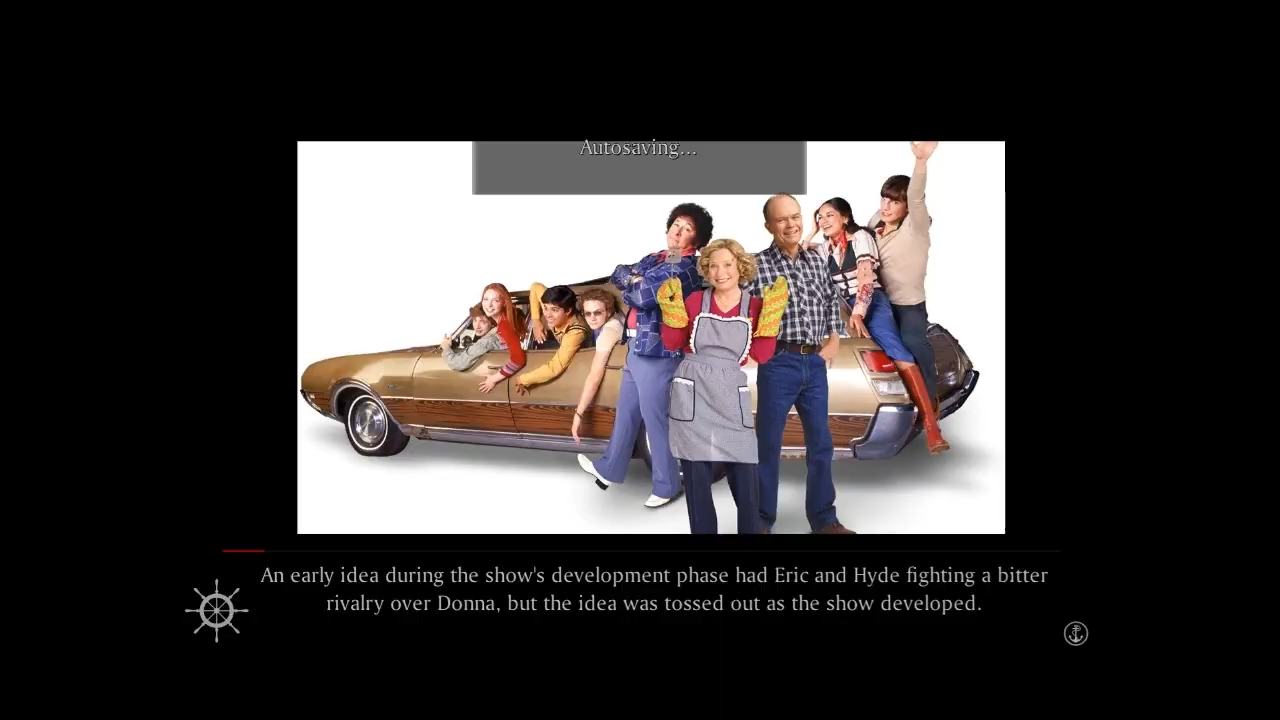 Autosaving...
An early idea during the show's development phase had Eric and Hyde fighting a bitter
rivalry over Donna, but the idea was tossed out as the show developed.